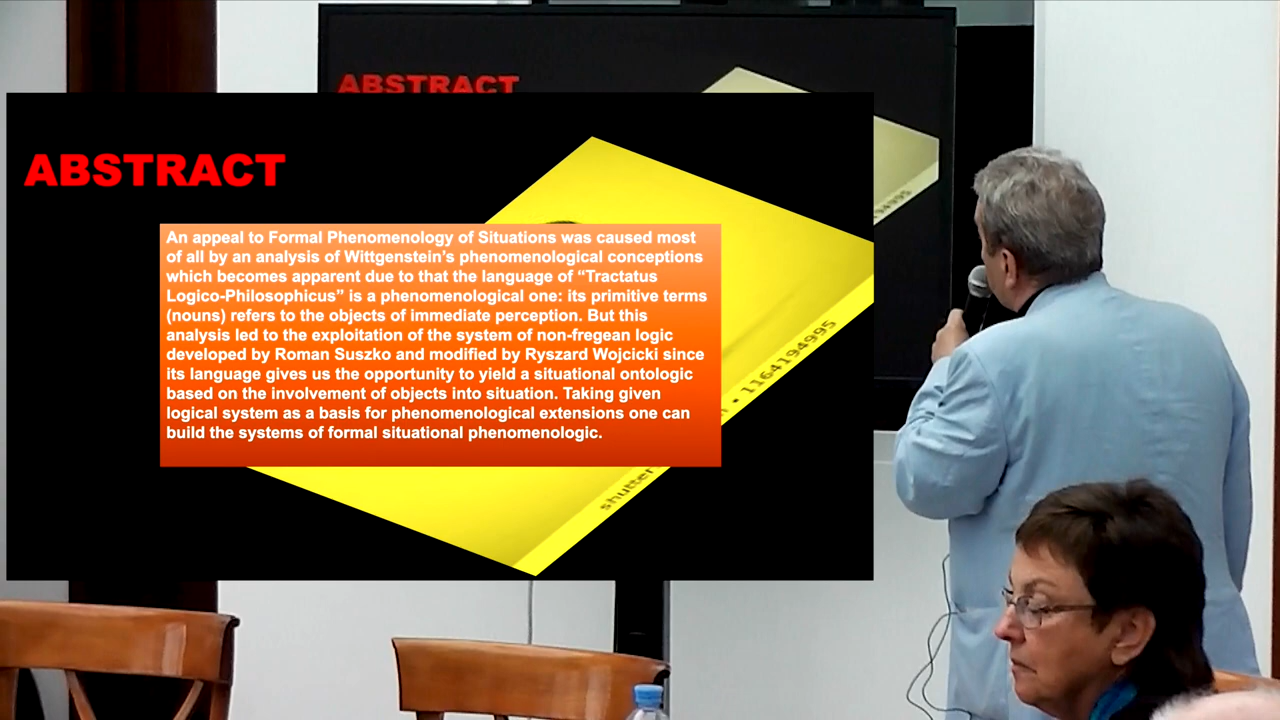 ABSTRACT
ABSTRACT
An appeal to Formal Phenomenology of Situations was caused most
of all by an analysis of Wittgenstein’s phenomenological conceptions
which becomes apparent due to that the language of “Tractatus
Logico-Philosophicus” is a phenomenological one: its primitive terms
(nouns) refers to the objects of immediate perception. But this
analysis led to the exploitation of the system of non-fregean logic
developed by Roman Suszko and modified by Ryszard Wojcicki since
its language gives us the opportunity to yield a situational ontologic
based on the involvement of objects into situation. Taking given
logical system as a basis for phenomenological extensions one can
build the systems of formal situational phenomenologic.
1164194995
shutter